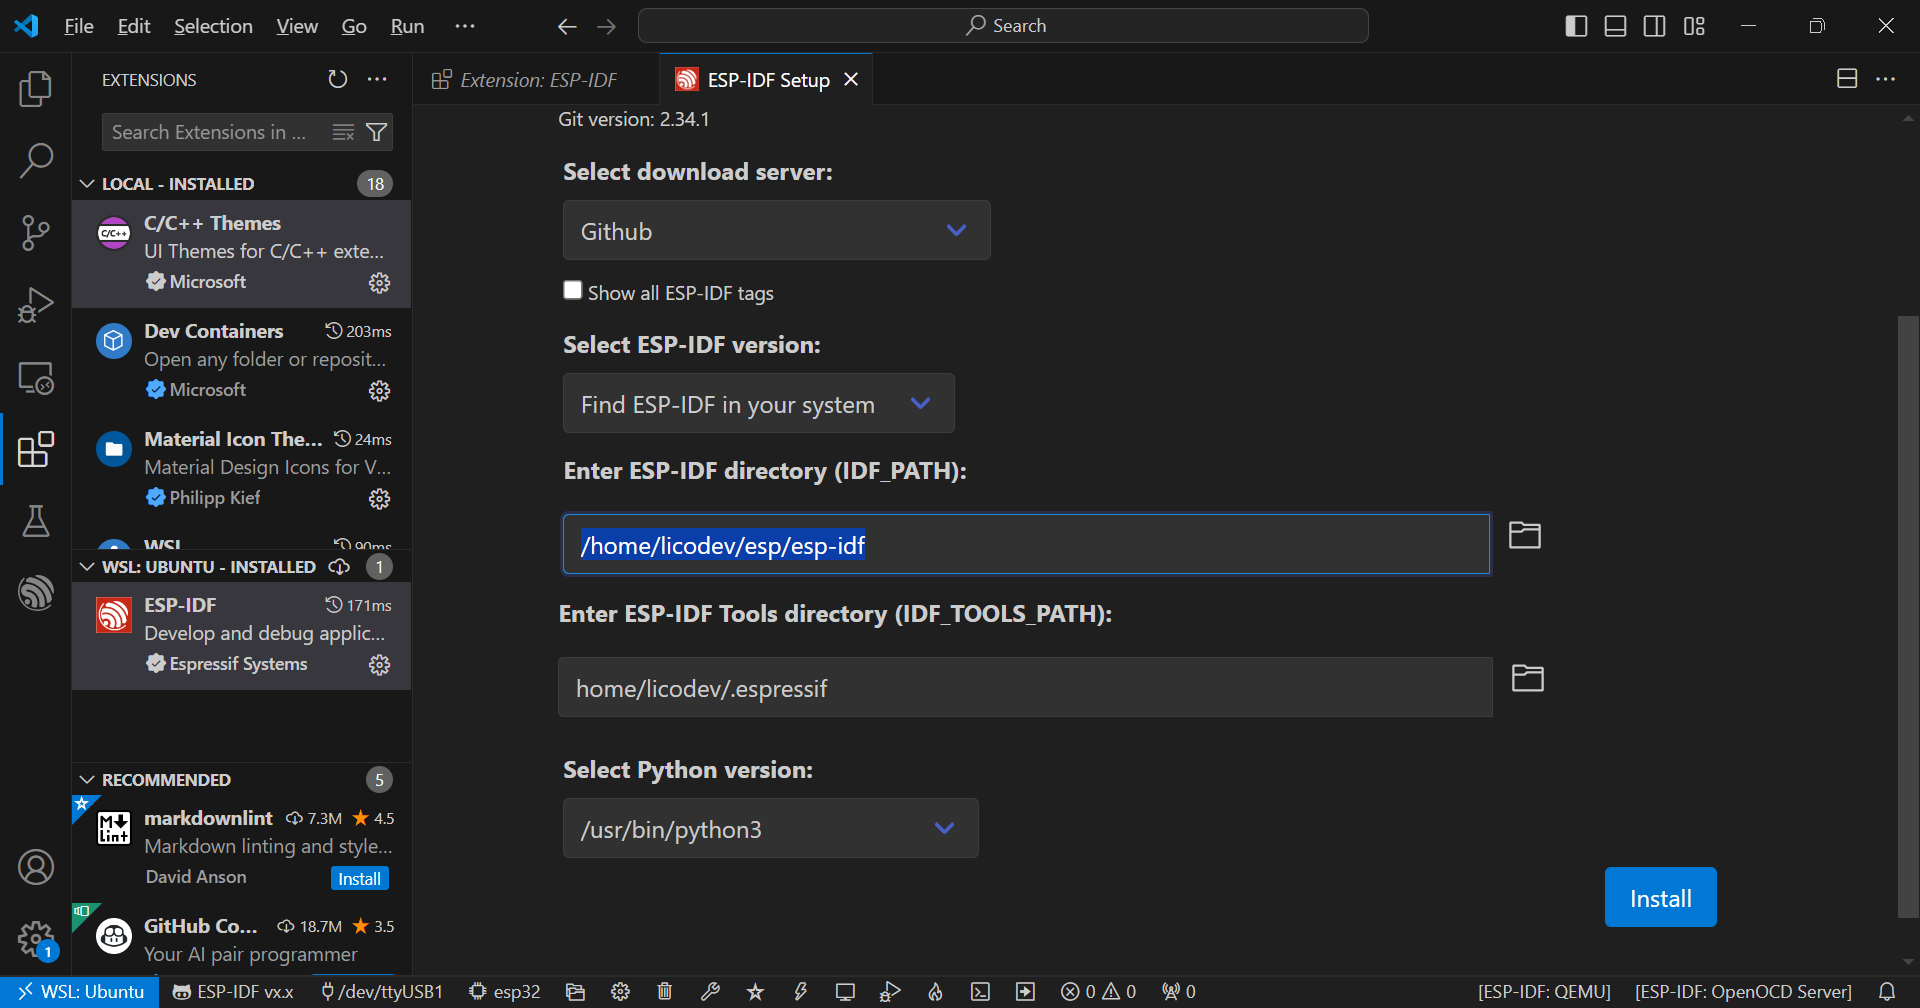 File Edit Selection View Go Run ···
Search
EXTENSIONS
Search Extensions in ...
LOCAL - INSTALLED 18
C/C++
C/C++ Themes
UI Themes for C/C++ exte...
Microsoft
Dev Containers 203ms
Open any folder or reposit...
Microsoft
Material Icon The... 24ms
Material Design Icons for V...
Philipp Kief
WSL 90ms
WSL: UBUNTU - INSTALLED 1
ESP-IDF 171ms
Develop and debug applic...
Espressif Systems
RECOMMENDED 5
M
lint
markdownlint 7.3M 4.5
Markdown linting and style...
David Anson
Install
GitHub Co... 18.7M 3.5
Your AI pair programmer
1
Extension: ESP-IDF
ESP-IDF Setup
Git version: 2.34.1
Select download server:
Github
Show all ESP-IDF tags
Select ESP-IDF version:
Find ESP-IDF in your system
Enter ESP-IDF directory (IDF_PATH):
/home/licodev/esp/esp-idf
Enter ESP-IDF Tools directory (IDF_TOOLS_PATH):
home/licodev/.espressif
Select Python version:
/usr/bin/python3
Install
WSL: Ubuntu ESP-IDF vx.x /dev/ttyUSB1 esp32 0 0 0 [ESP-IDF: QEMU] [ESP-IDF: OpenOCD Server]